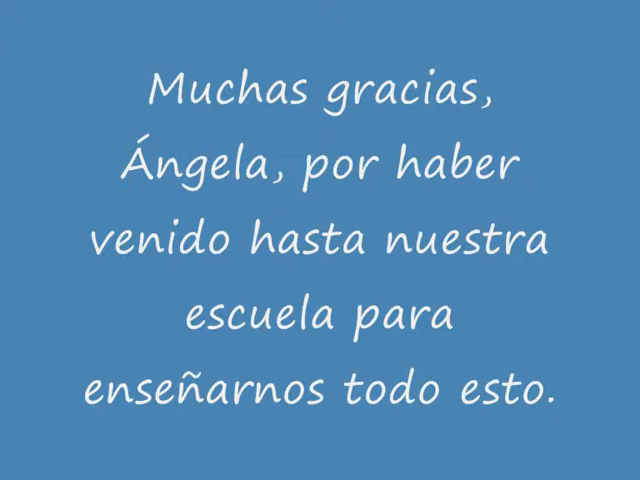 Muchas gracias,
Ángela, por haber
venido hasta nuestra
escuela para
enseñarnos todo esto.